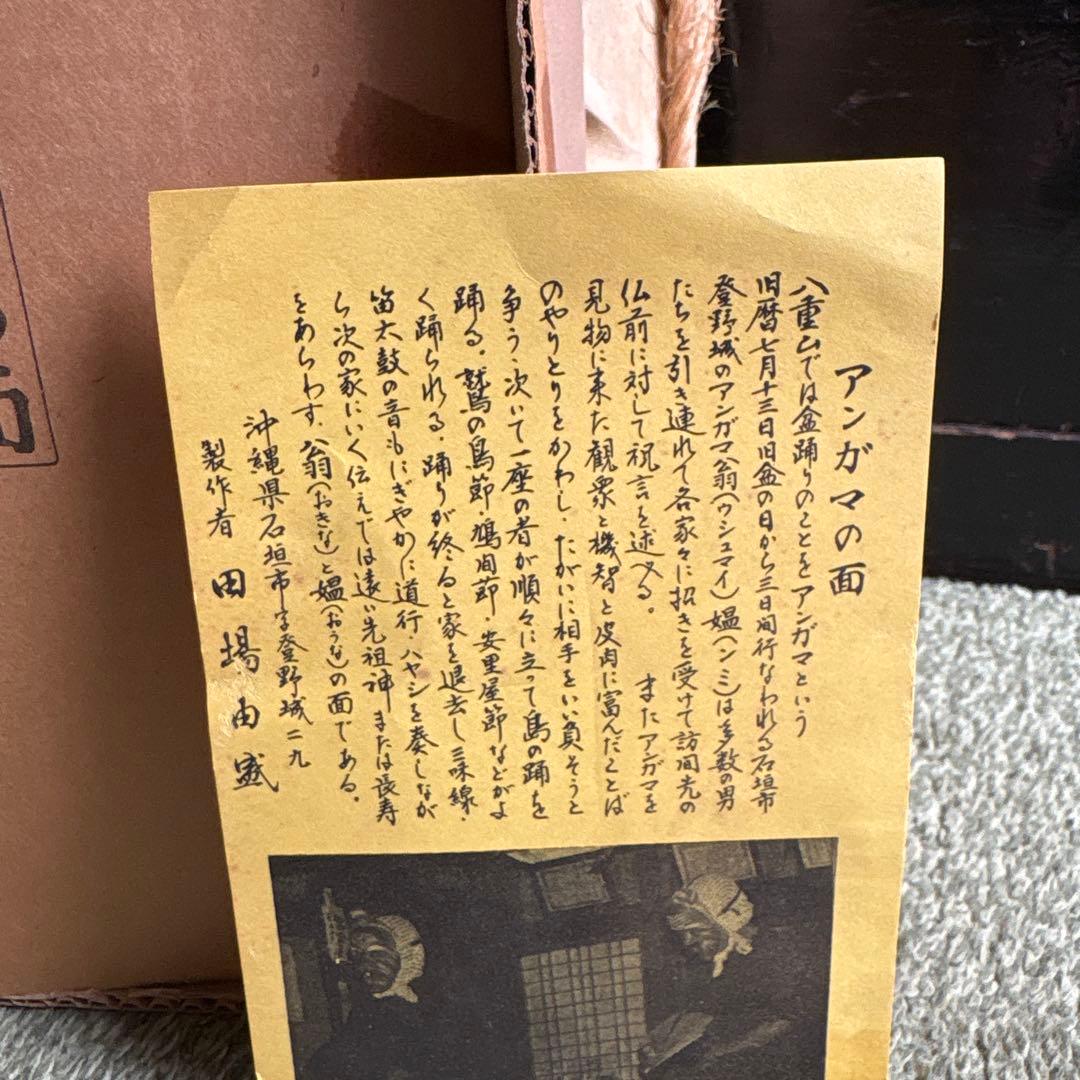 アンガマの面
八重山では盆踊りのことをアンガマという
旧暦七月十三日旧盆の日から三日間行なわれる石垣市
登野城のアンガマ翁（ウシュマイ）媼（ンミ）は多数の男
たちを引き連れて各家々に招きを受けて訪問先の
仏前に対して祝言を述べる。　またアンガマを
見物に来た観衆と機智と皮肉に富んだことば
のやりとりをかわし、たがいに相手をいい負そうと
争う、次いで一座の者が順々に立って島の踊を
踊る。鷲の鳥節、鳩間節、安里屋節などがよ
く踊られる、踊りが終ると家を退去し三味線・
笛太鼓の音もにぎやかに道行・ハヤシを奏しなが
ら次の家にいく伝えでは遠い先祖神または長寿
をあらわす、翁（おきな）と媼（おうな）の面である。
沖縄県石垣市字登野城二九
製作者　田場由盛